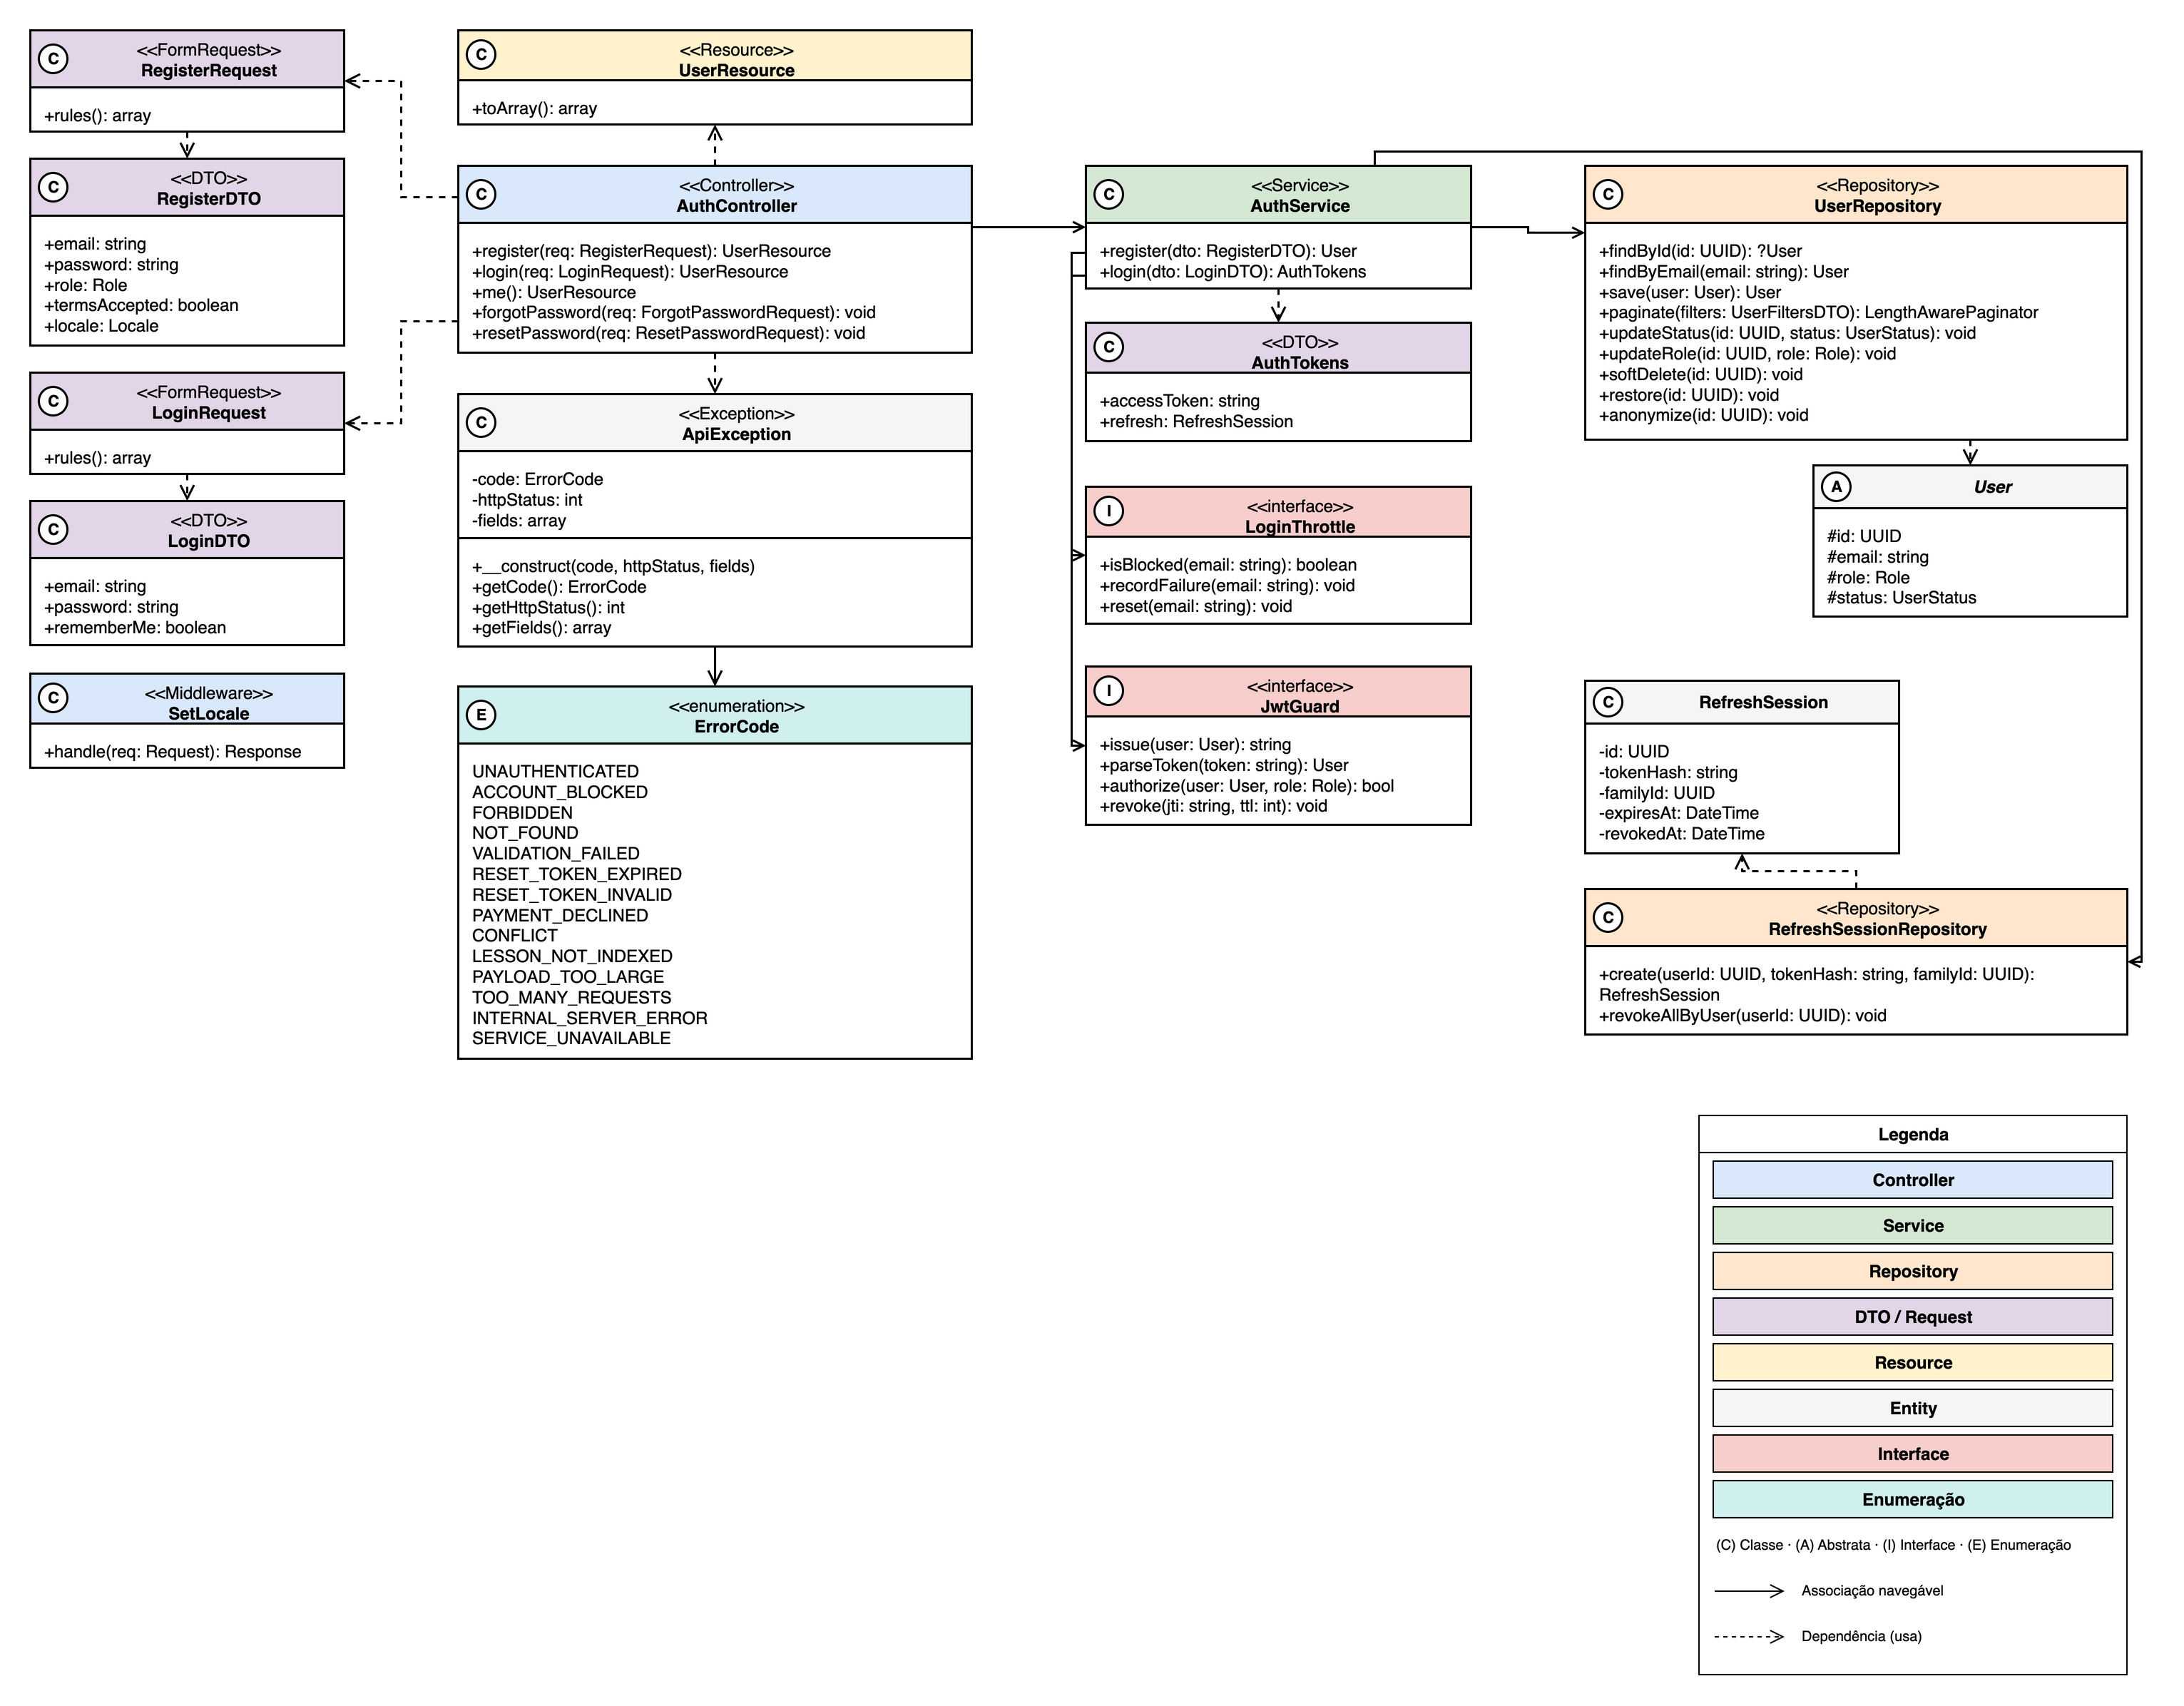 C
<<FormRequest>>
RegisterRequest
+rules(): array
C
<<DTO>>
RegisterDTO
+email: string
+password: string
+role: Role
+termsAccepted: boolean
+locale: Locale
C
<<FormRequest>>
LoginRequest
+rules(): array
C
<<DTO>>
LoginDTO
+email: string
+password: string
+rememberMe: boolean
C
<<Middleware>>
SetLocale
+handle(req: Request): Response
C
<<Resource>>
UserResource
+toArray(): array
C
<<Controller>>
AuthController
+register(req: RegisterRequest): UserResource
+login(req: LoginRequest): UserResource
+me(): UserResource
+forgotPassword(req: ForgotPasswordRequest): void
+resetPassword(req: ResetPasswordRequest): void
C
<<Exception>>
ApiException
-code: ErrorCode
-httpStatus: int
-fields: array
+__construct(code, httpStatus, fields)
+getCode(): ErrorCode
+getHttpStatus(): int
+getFields(): array
E
<<enumeration>>
ErrorCode
UNAUTHENTICATED
ACCOUNT_BLOCKED
FORBIDDEN
NOT_FOUND
VALIDATION_FAILED
RESET_TOKEN_EXPIRED
RESET_TOKEN_INVALID
PAYMENT_DECLINED
CONFLICT
LESSON_NOT_INDEXED
PAYLOAD_TOO_LARGE
TOO_MANY_REQUESTS
INTERNAL_SERVER_ERROR
SERVICE_UNAVAILABLE
C
<<Service>>
AuthService
+register(dto: RegisterDTO): User
+login(dto: LoginDTO): AuthTokens
C
<<DTO>>
AuthTokens
+accessToken: string
+refresh: RefreshSession
I
<<interface>>
LoginThrottle
+isBlocked(email: string): boolean
+recordFailure(email: string): void
+reset(email: string): void
I
<<interface>>
JwtGuard
+issue(user: User): string
+parseToken(token: string): User
+authorize(user: User, role: Role): bool
+revoke(jti: string, ttl: int): void
C
<<Repository>>
UserRepository
+findById(id: UUID): ?User
+findByEmail(email: string): User
+save(user: User): User
+paginate(filters: UserFiltersDTO): LengthAwarePaginator
+updateStatus(id: UUID, status: UserStatus): void
+updateRole(id: UUID, role: Role): void
+softDelete(id: UUID): void
+restore(id: UUID): void
+anonymize(id: UUID): void
A
User
#id: UUID
#email: string
#role: Role
#status: UserStatus
C
RefreshSession
-id: UUID
-tokenHash: string
-familyId: UUID
-expiresAt: DateTime
-revokedAt: DateTime
C
<<Repository>>
RefreshSessionRepository
+create(userId: UUID, tokenHash: string, familyId: UUID):
RefreshSession
+revokeAllByUser(userId: UUID): void
Legenda
Controller
Service
Repository
DTO / Request
Resource
Entity
Interface
Enumeração
(C) Classe · (A) Abstrata · (I) Interface · (E) Enumeração
Associação navegável
Dependência (usa)